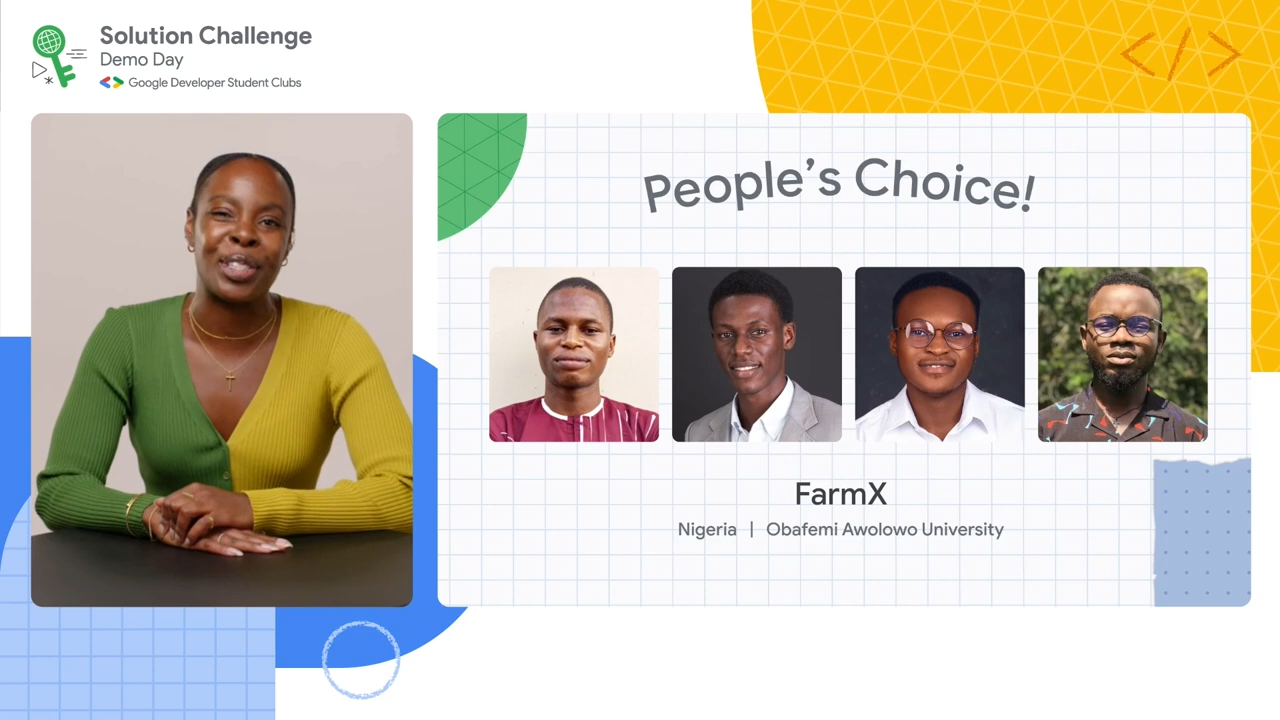 Solution Challenge
Demo Day
Google Developer Student Clubs
</>
People's Choice!
FarmX
Nigeria | Obafemi Awolowo University